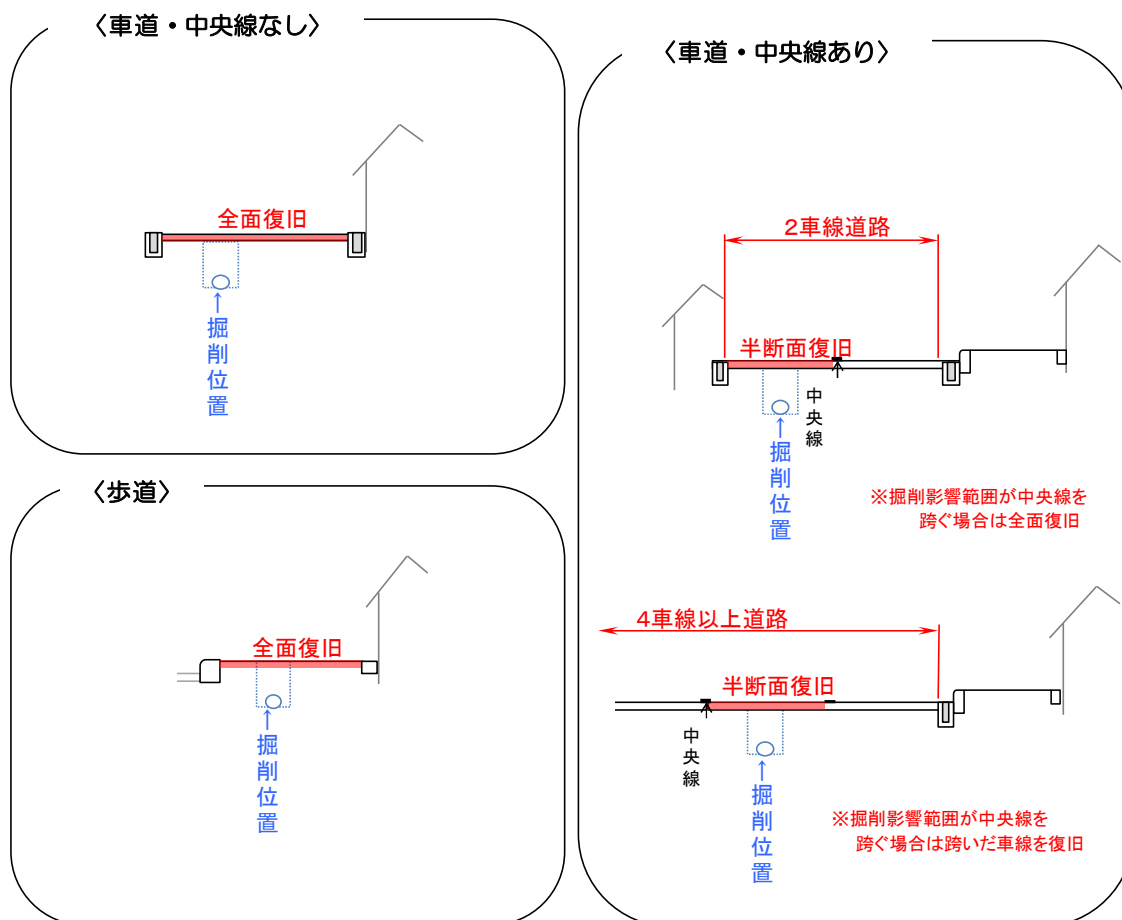 〈車道・中央線なし〉
全面復旧
↑掘削位置
〈歩道〉
全面復旧
↑掘削位置
〈車道・中央線あり〉
2車線道路
半断面復旧
中央線
↑掘削位置
※掘削影響範囲が中央線を
跨ぐ場合は全面復旧
4車線以上道路
半断面復旧
中央線
↑掘削位置
※掘削影響範囲が中央線を
跨ぐ場合は跨いだ車線を復旧